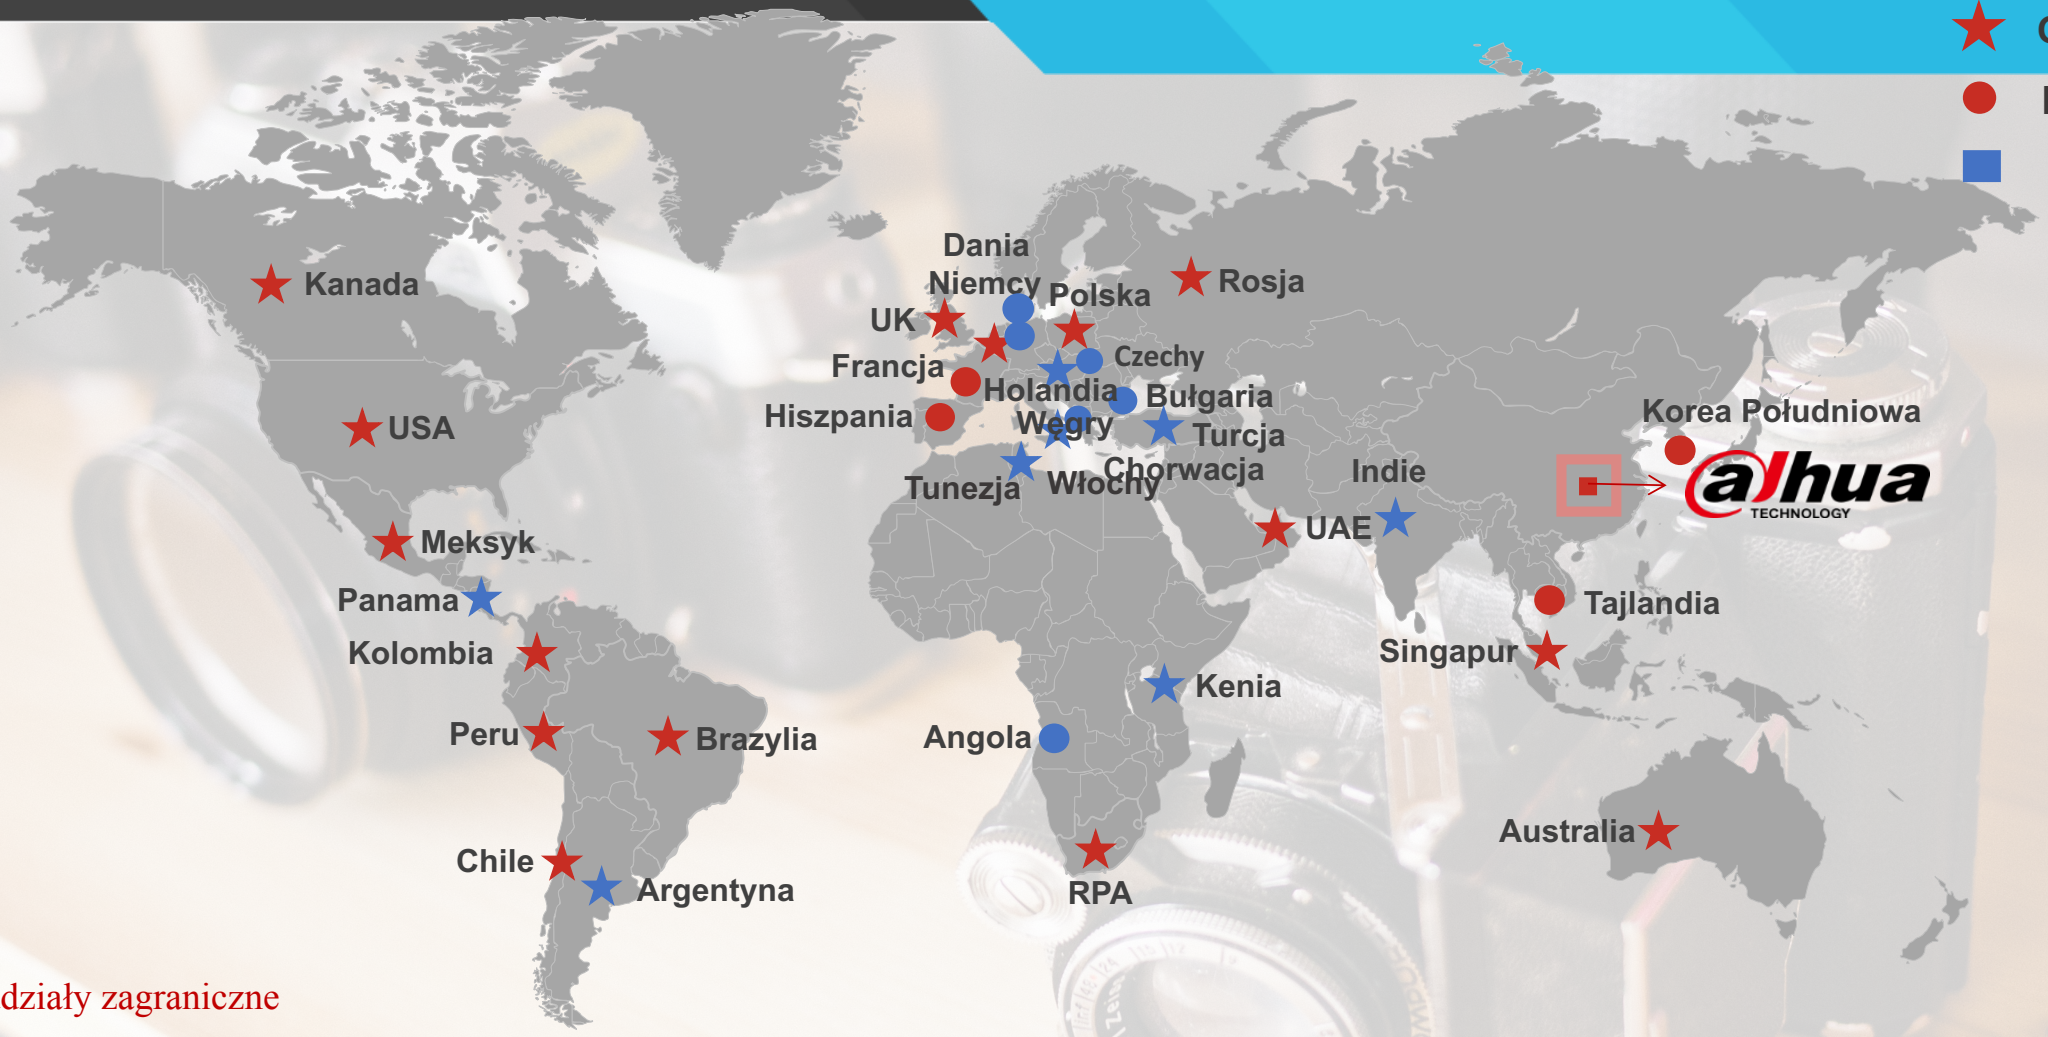 Dania
Niemcy
Polska
Rosja
Kanada
UK
Francja
Czechy
Holandia
Bułgaria
Hiszpania
Węgry
Turcja
USA
Korea Południowa
Chorwacja
Indie
Tunezja
Włochy
alhua
TECHNOLOGY
UAE
Meksyk
Panama
Tajlandia
Kolombia
Singapur
Kenia
Peru
Brazylia
Angola
Australia
Chile
Argentyna
RPA
działy zagraniczne